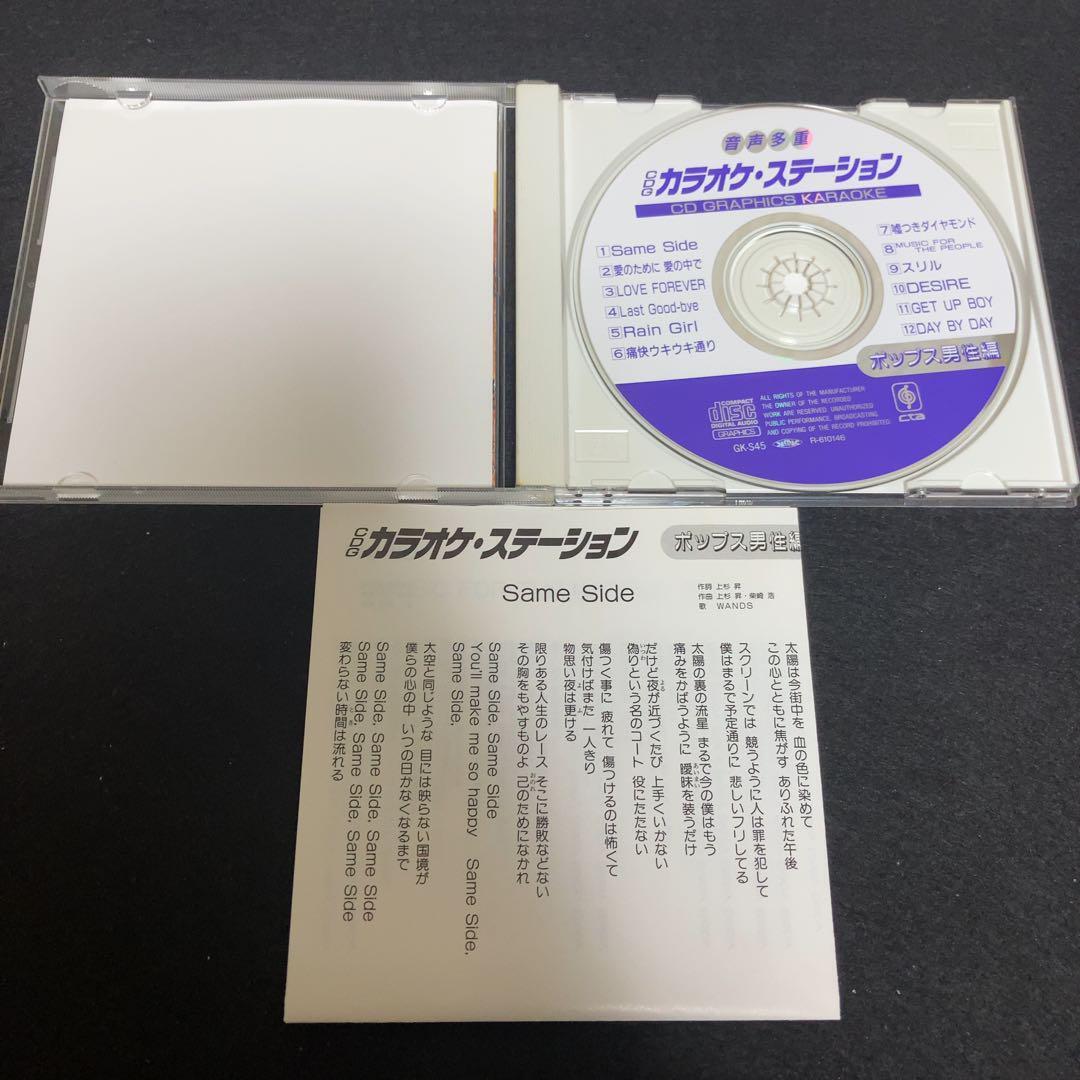 音声多重
CDG カラオケ・ステーション
CD GRAPHICS KARAOKE
1 Same Side
2 愛のために 愛の中で
3 LOVE FOREVER
4 Last Good-bye
5 Rain Girl
6 痛快ウキウキ通り
7 嘘つきダイヤモンド
8 MUSIC FOR
THE PEOPLE
9 スリル
10 DESIRE
11 GET UP BOY
12 DAY BY DAY
ポップス男性編
COMPACT
disc
DIGITAL AUDIO
GRAPHICS
ALL RIGHTS OF THE MANUFACTURER
THE OWNER OF THE RECORDED
WORK ARE RESERVED. UNAUTHORIZED
PUBLIC PERFORMANCE. BROADCASTING
AND COPYING OF THE RECORD PROHIBITED.
GK-S45
R-610146
cta
CDG カラオケ・ステーション
ポップス男性編
Same Side
作詞 上杉 昇
作曲 上杉 昇・柴崎 浩
歌 WANDS
太陽は今街中を 血の色に染めて
この心とともに焦がす ありふれた午後
スクリーンでは 競うように人は罪を犯して
僕はまるで予定通りに 悲しいフリしてる
太陽の裏の流星 まるで今の僕はもう
痛みをかばうように 曖昧を装うだけ
だけど夜が近づくたび 上手くいかない
偽りという名のコート 役にたたない
傷つく事に 疲れて 傷つけるのは怖くて
気付けばまた 一人きり
物思い夜は更ける
限りある人生のレース そこに勝敗などない
その胸をもやすものよ 己のためになかれ
Same Side, Same Side
You'll make me so happy Same Side,
Same Side,
大空と同じような 目には映らない国境が
僕らの心の中 いつの日かなくなるまで
Same Side, Same Side, Same Side
Same Side, Same Side, Same Side
変わらない時間は流れる